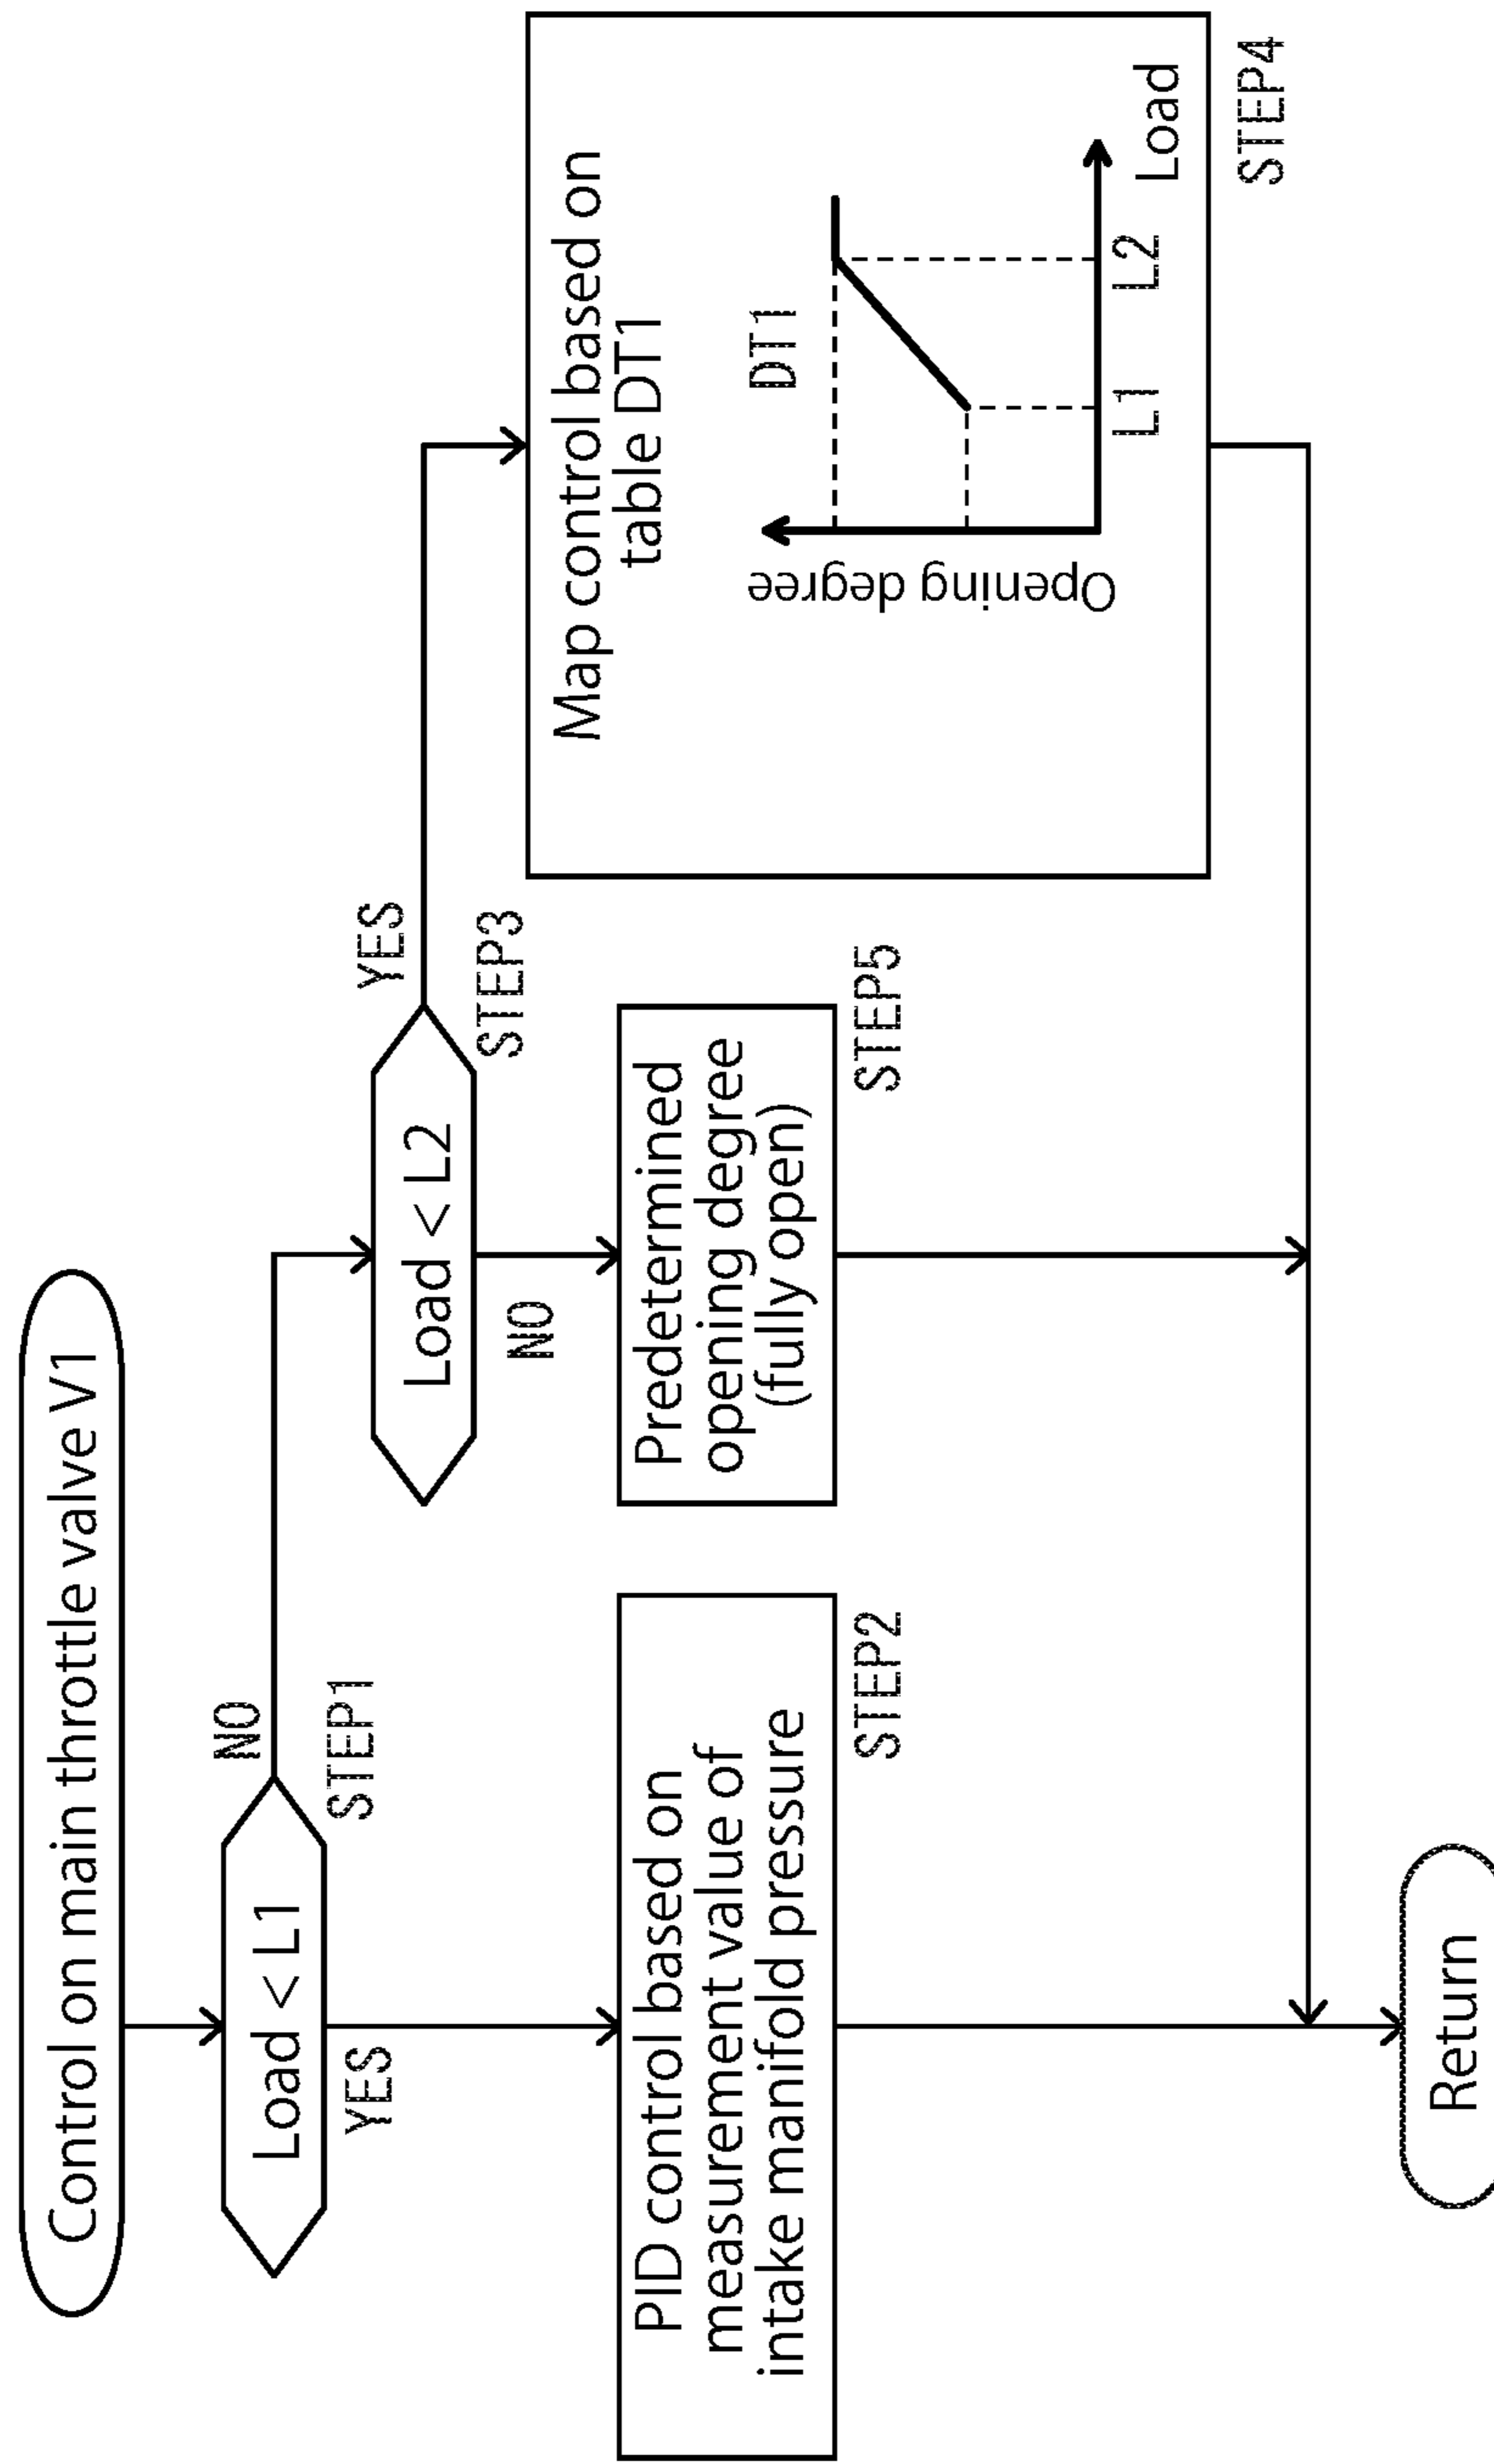 Control on main throttle valve V1
Load < L1
NO
STEP1
YES
Load < L2
YES
STEP3
NO
PID control based on
measurement value of
intake manifold pressure
STEP2
Predetermined
opening degree
(fully open)
STEP5
Map control based on
table DT1
DT1
Opening degree
L1
L2
Load
STEP4
Return